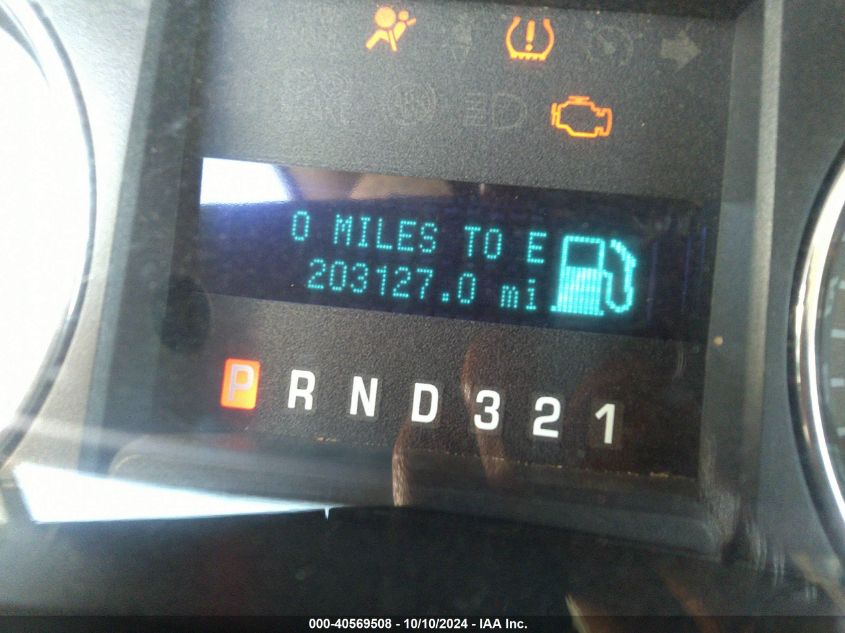 0 MILES TO E
203127.0 mi
P R N D 3 2 1
000-40569508 - 10/10/2024 - IAA Inc.